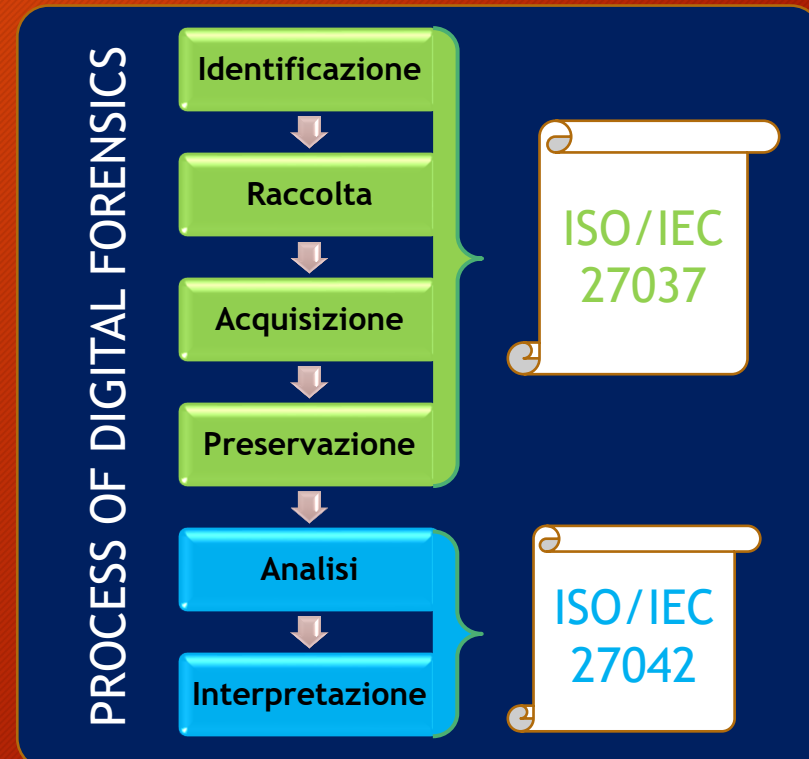 PROCESS OF DIGITAL FORENSICS
Identificazione
Raccolta
Acquisizione
Preservazione
ISO/IEC
27037
Analisi
Interpretazione
ISO/IEC
27042